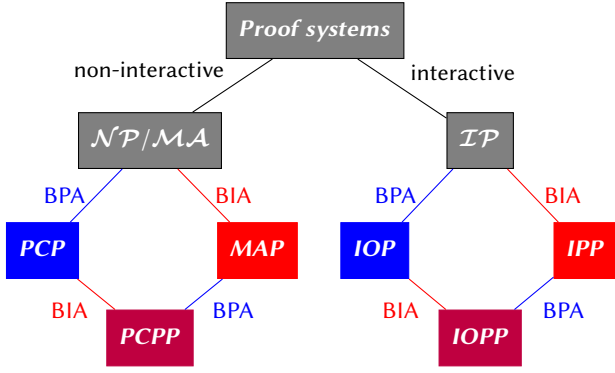 Proof systems
non-interactive
interactive
𝒩𝒫/ℳ𝒜
ℐ𝒫
BPA
BIA
BPA
BIA
PCP
MAP
IOP
IPP
BIA
BPA
BIA
BPA
PCPP
IOPP